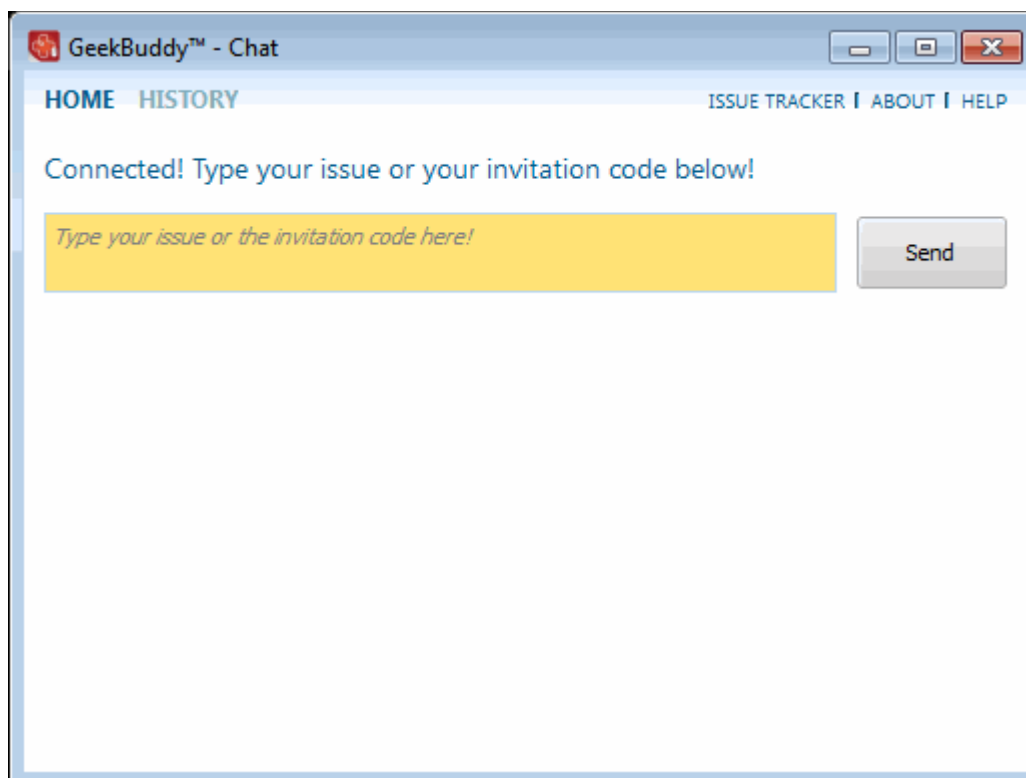 GeekBuddy™ - Chat
HOME HISTORY ISSUE TRACKER | ABOUT | HELP
Connected! Type your issue or your invitation code below!
Type your issue or the invitation code here!
Send